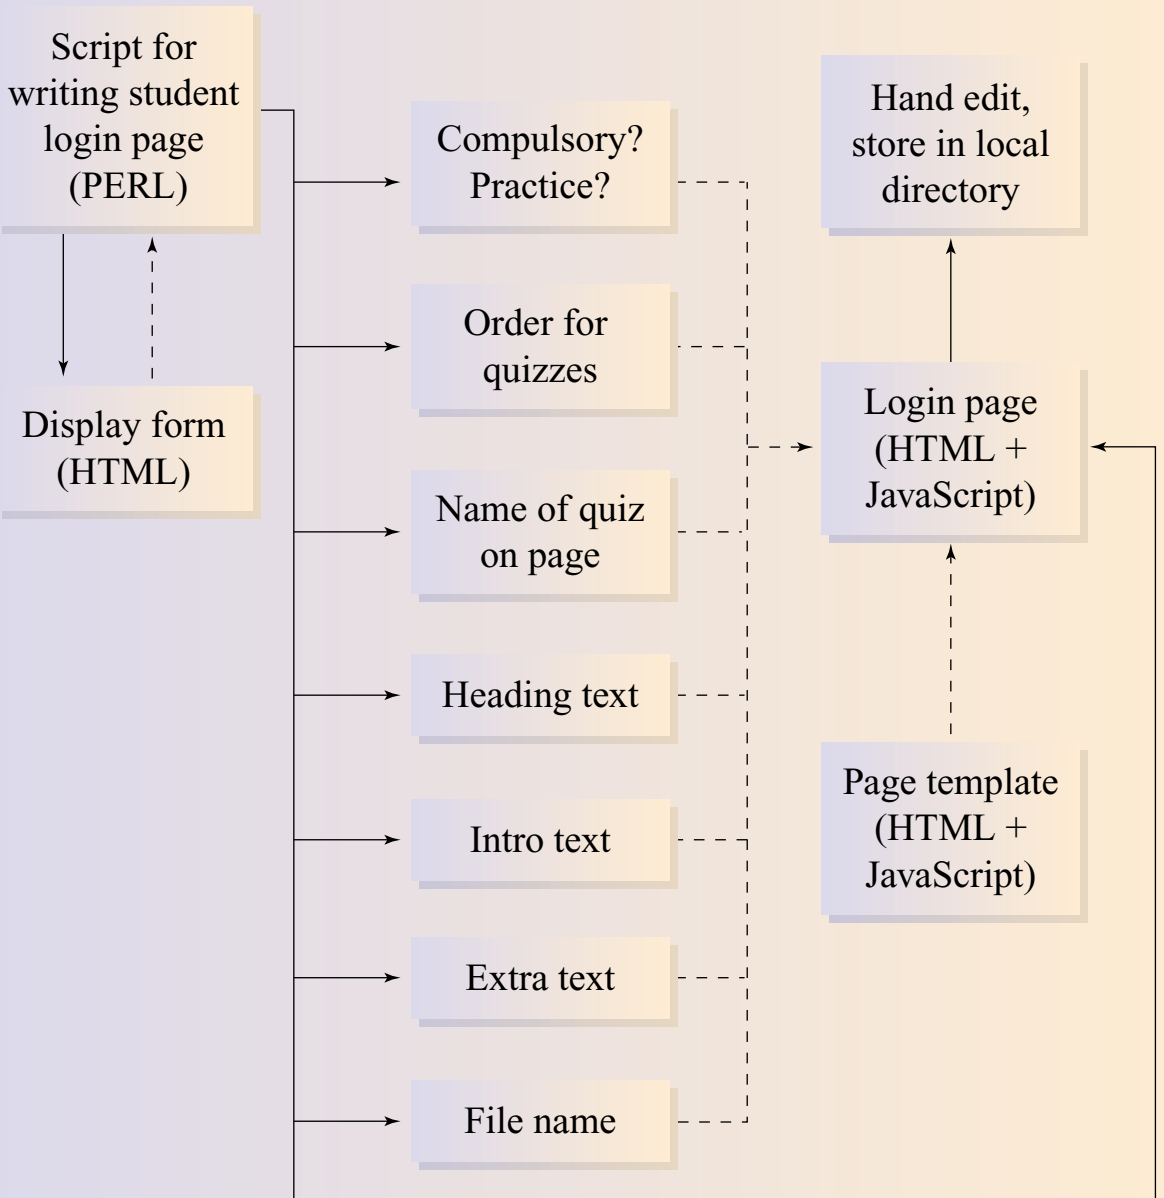 Script for
writing student
login page
(PERL)
Display form
(HTML)
Compulsory?
Practice?
Order for
quizzes
Name of quiz
on page
Heading text
Intro text
Extra text
File name
Hand edit,
store in local
directory
Login page
(HTML +
JavaScript)
Page template
(HTML +
JavaScript)